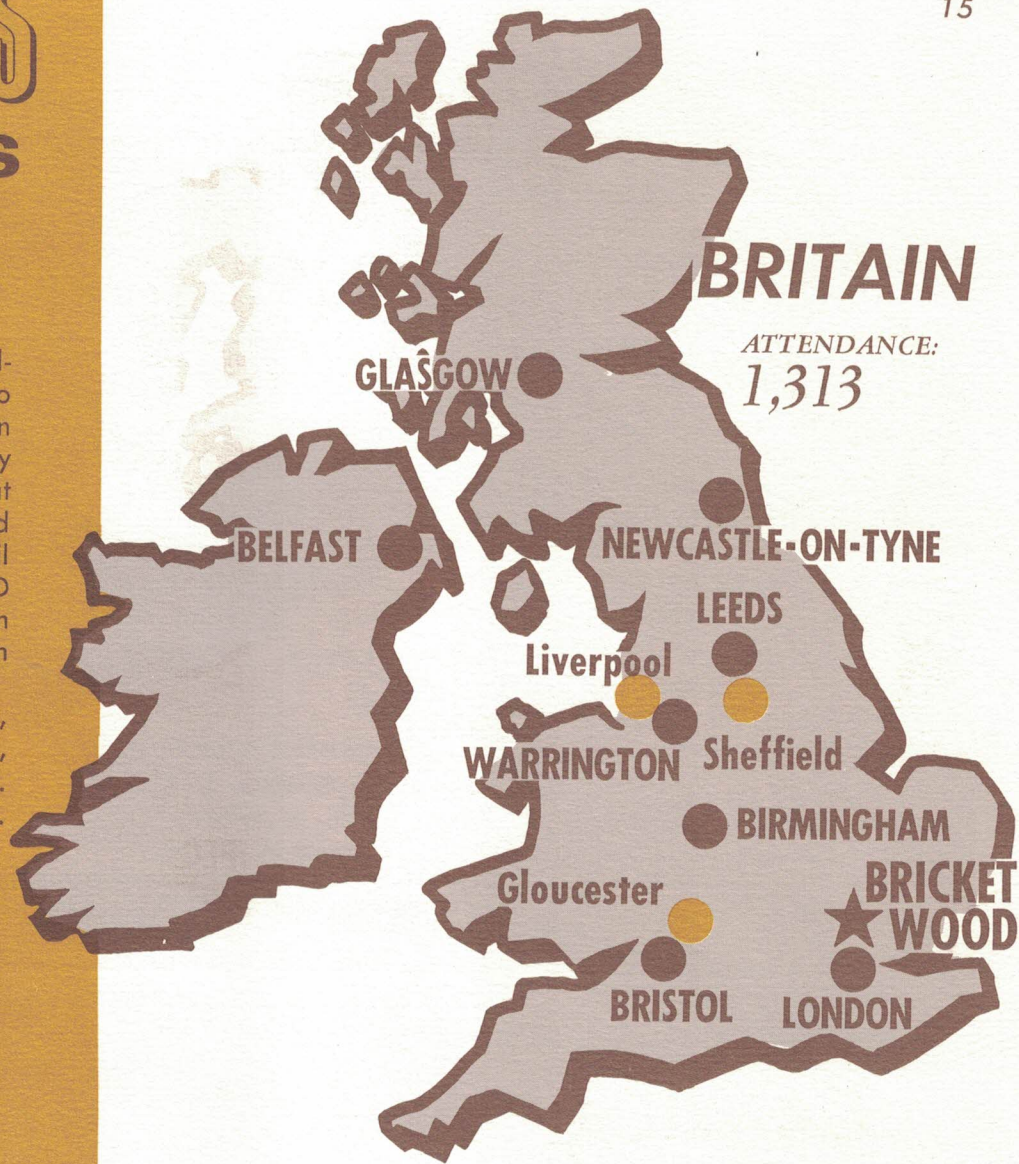 15
S
s
BRITAIN
ATTENDANCE:
1,313
GLASGOW
BELFAST
NEWCASTLE-ON-TYNE
LEEDS
Liverpool
WARRINGTON
Sheffield
BIRMINGHAM
Gloucester
BRICKET
WOOD
BRISTOL
LONDON